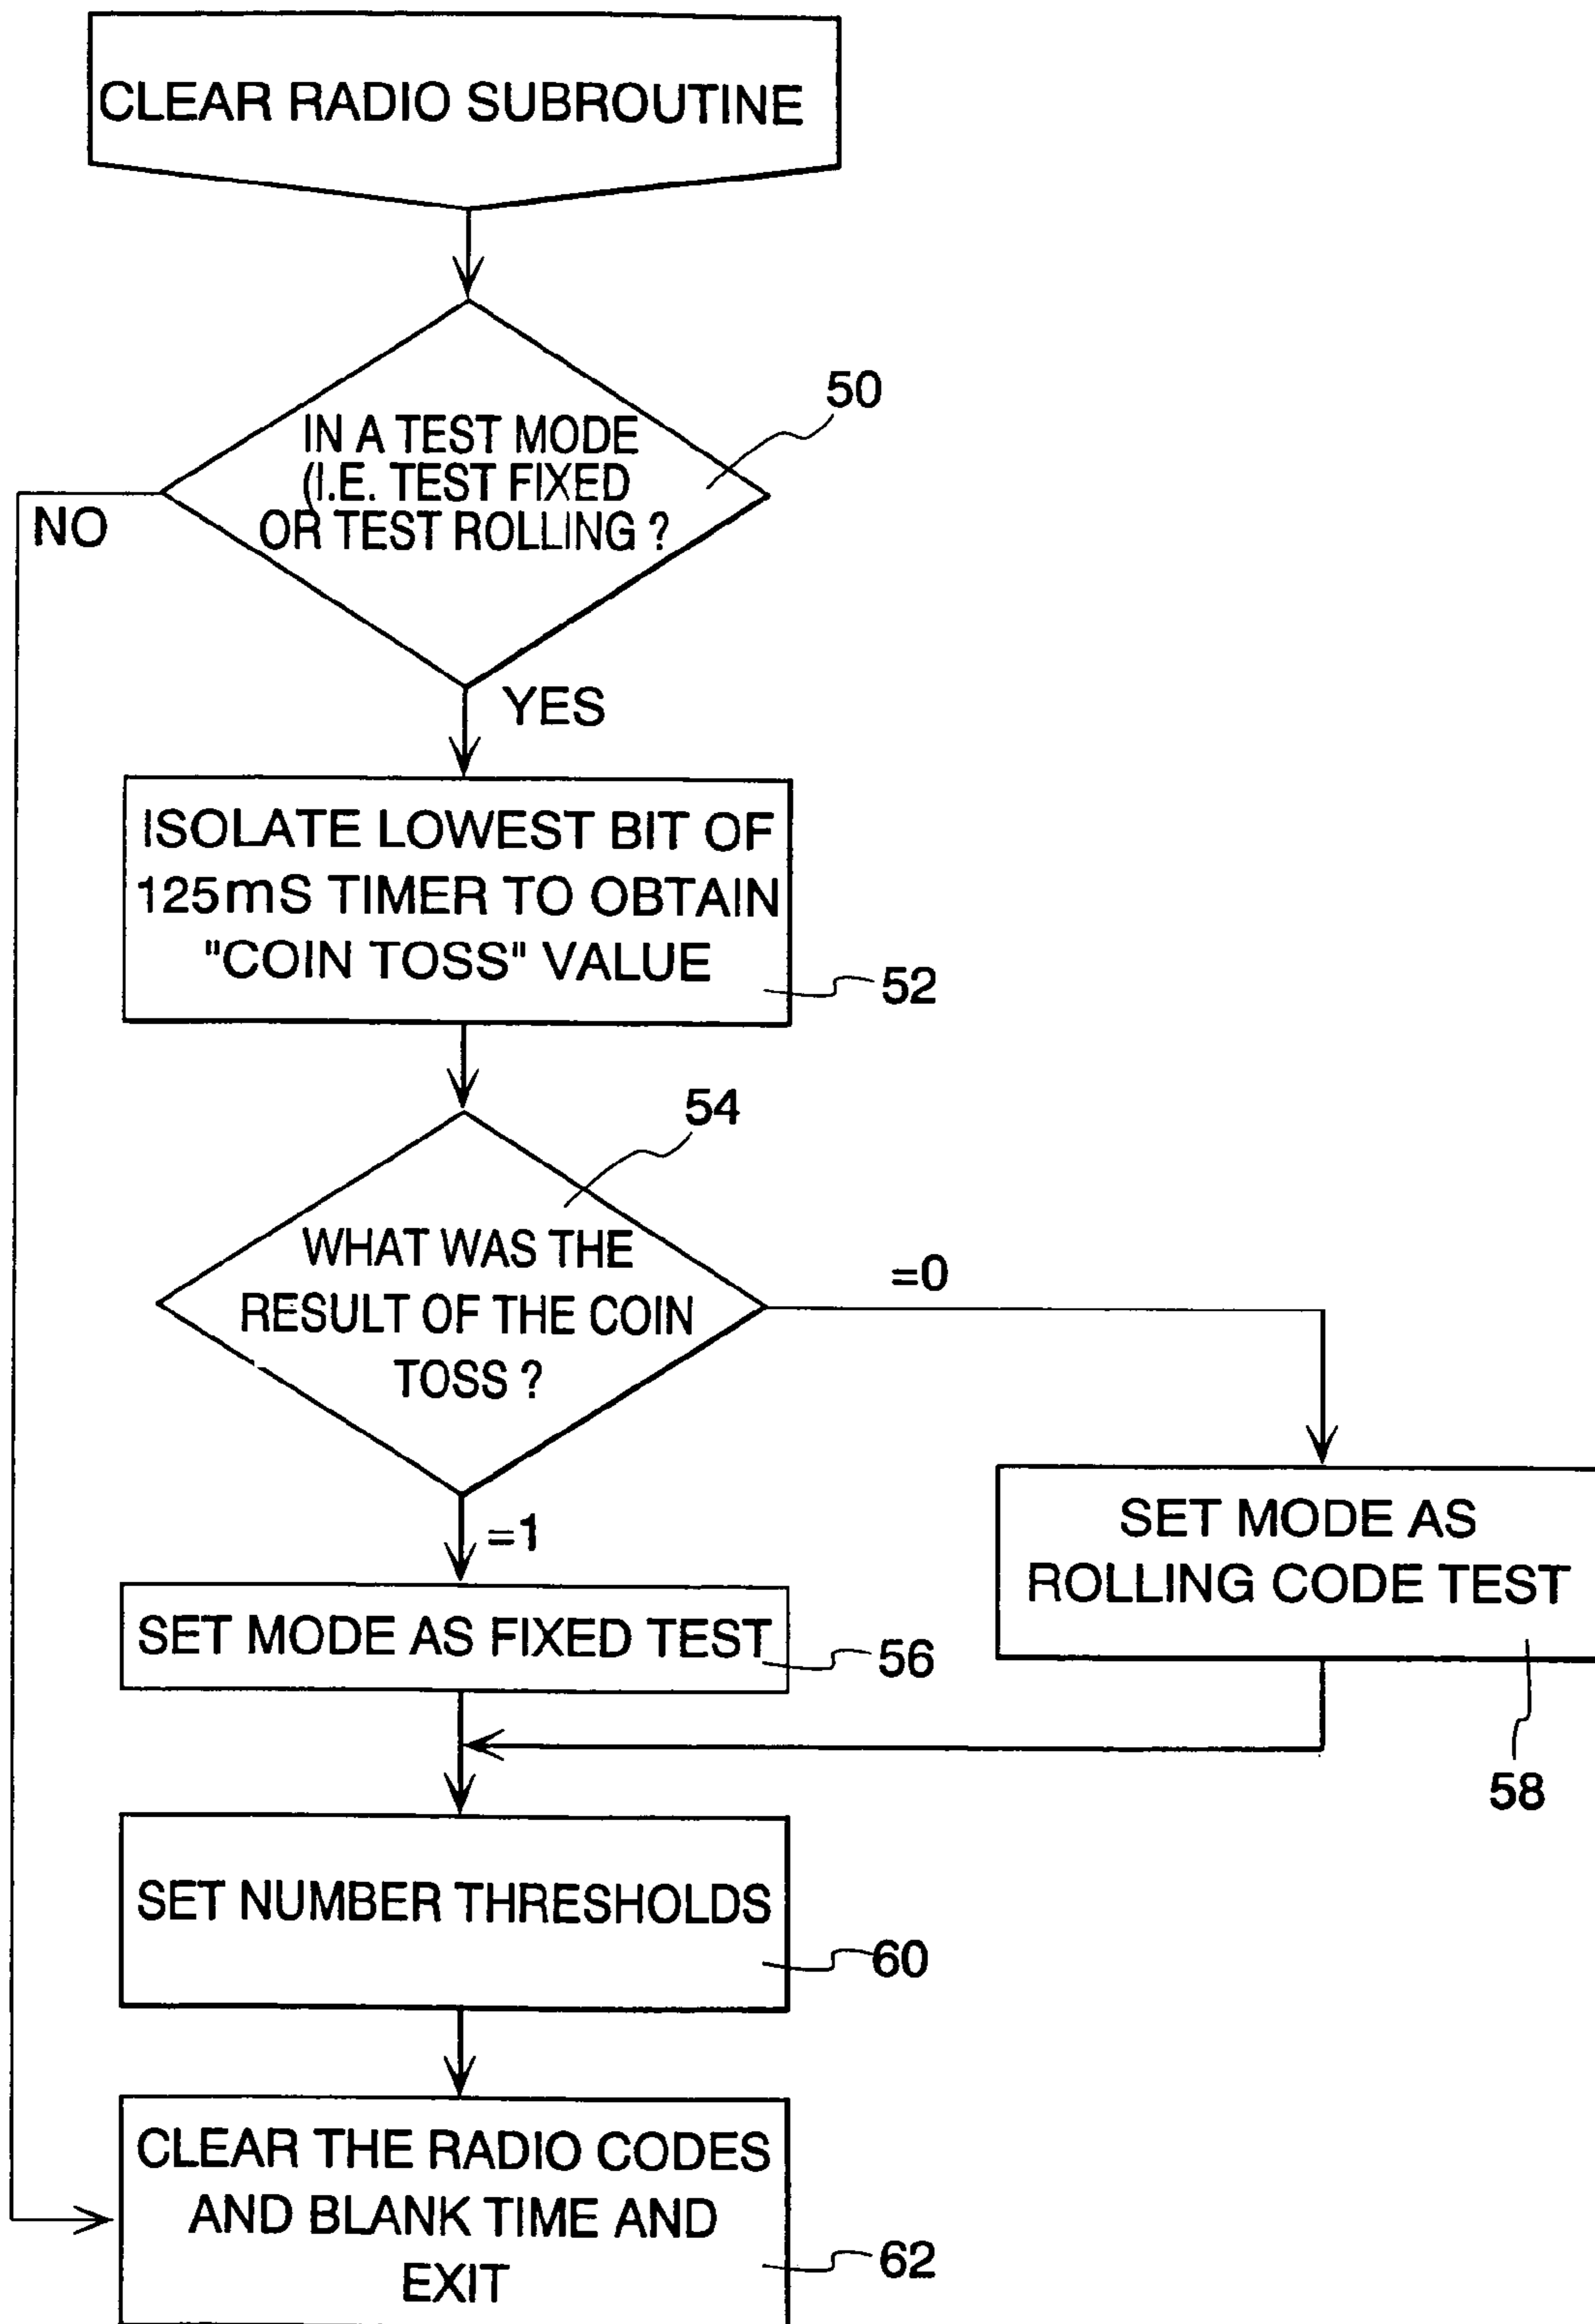 CLEAR RADIO SUBROUTINE
50
IN A TEST MODE
(I.E. TEST FIXED
OR TEST ROLLING ?
NO
YES
ISOLATE LOWEST BIT OF
125mS TIMER TO OBTAIN
"COIN TOSS" VALUE
52
54
WHAT WAS THE
RESULT OF THE COIN
TOSS ?
=0
=1
SET MODE AS
ROLLING CODE TEST
SET MODE AS FIXED TEST
56
58
SET NUMBER THRESHOLDS
60
CLEAR THE RADIO CODES
AND BLANK TIME AND
EXIT
62